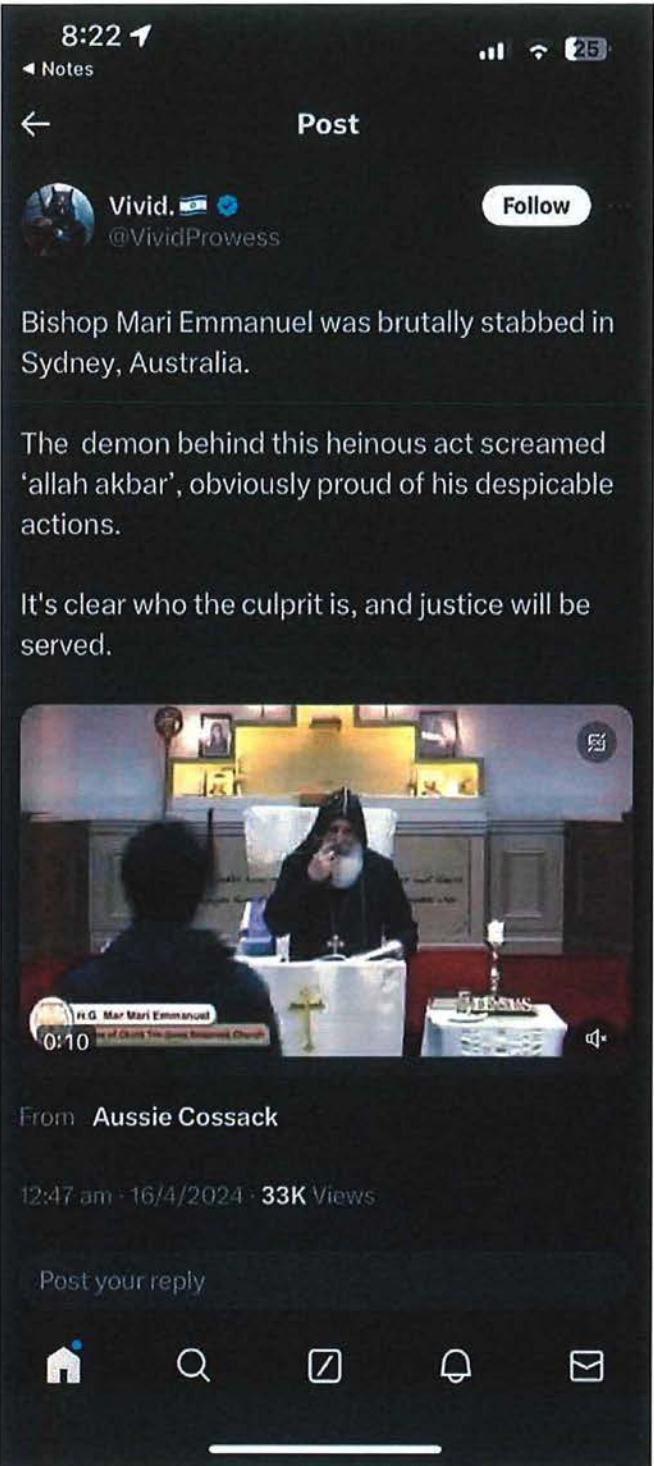 8:22
25
◄ Notes
Post
Vivid.
Follow
@VividProwess
Bishop Mari Emmanuel was brutally stabbed in
Sydney, Australia.
The demon behind this heinous act screamed
‘allah akbar’, obviously proud of his despicable
actions.
It's clear who the culprit is, and justice will be
served.
H.G. Mar Mari Emmanuel
0:10
JESUS
From Aussie Cossack
12:47 am · 16/4/2024 · 33K Views
Post your reply